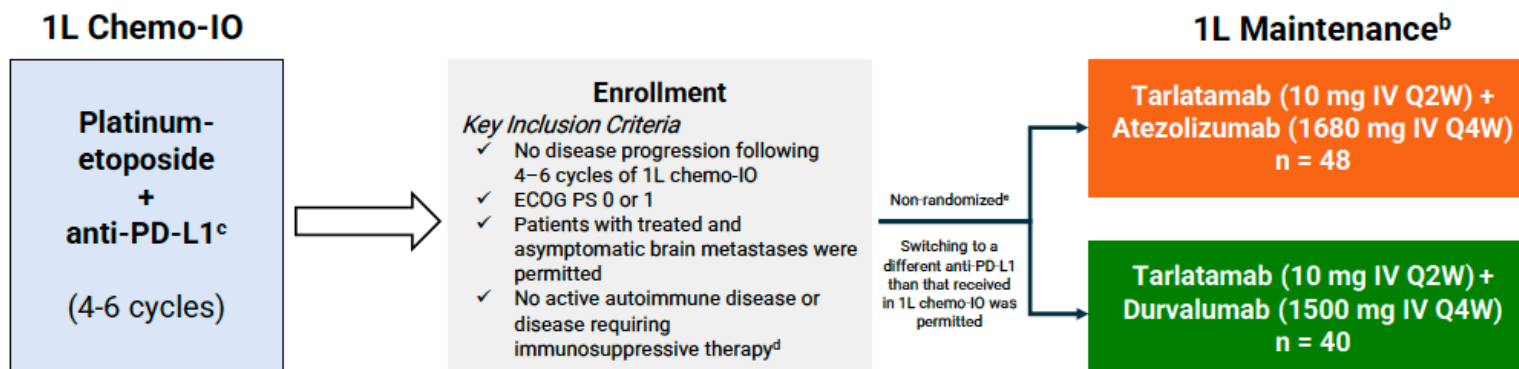 1L Chemo-IO
Platinum-
etoposide
+
anti-PD-L1ᶜ
(4-6 cycles)
Enrollment
Key Inclusion Criteria
✓ No disease progression following
4–6 cycles of 1L chemo-IO
✓ ECOG PS 0 or 1
✓ Patients with treated and
asymptomatic brain metastases were
permitted
✓ No active autoimmune disease or
disease requiring
immunosuppressive therapyᵈ
Non-randomizedᵉ
Switching to a
different anti-PD-L1
than that received
in 1L chemo-IO was
permitted
1L Maintenanceᵇ
Tarlatamab (10 mg IV Q2W) +
Atezolizumab (1680 mg IV Q4W)
n = 48
Tarlatamab (10 mg IV Q2W) +
Durvalumab (1500 mg IV Q4W)
n = 40